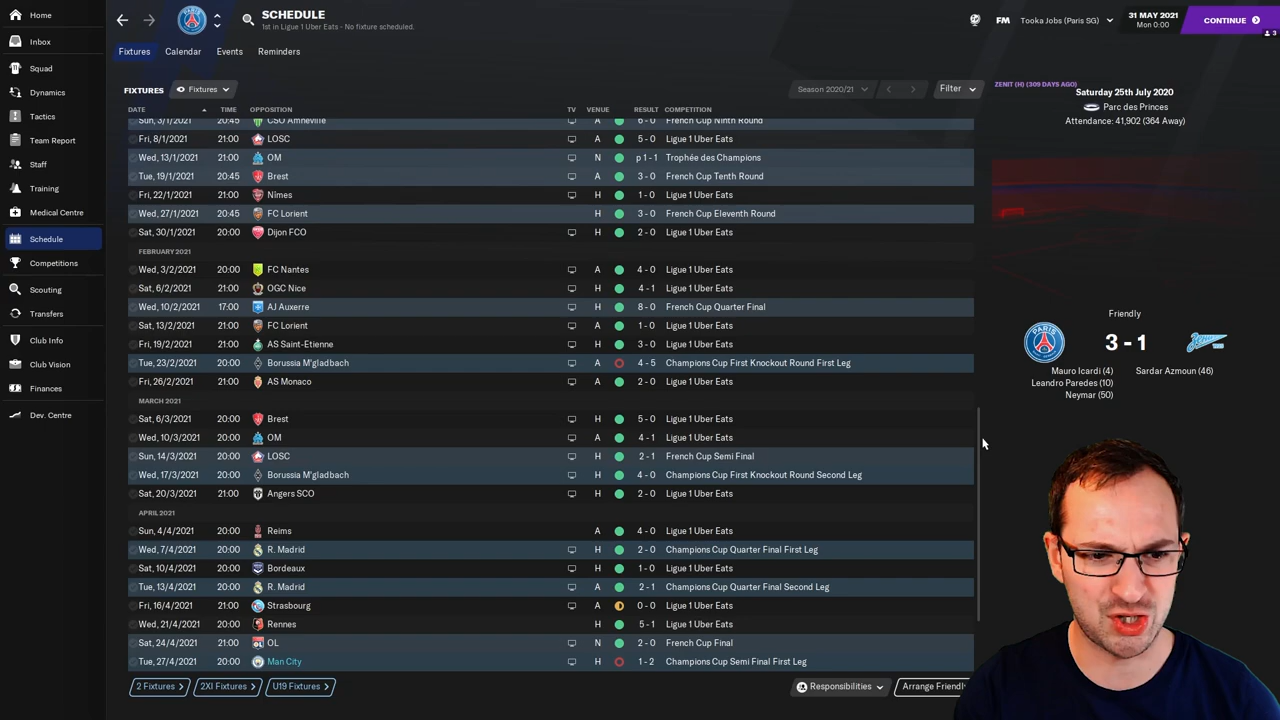 Home
Inbox
Squad
Dynamics
Tactics
Team Report
Staff
Training
Medical Centre
Schedule
Competitions
Scouting
Transfers
Club Info
Club Vision
Finances
Dev. Centre
SCHEDULE
1st in Ligue 1 Uber Eats - No fixture scheduled.
FM
Tooka Jobs (Paris SG)
31 MAY 2021
Mon 0:00
CONTINUE
3
Fixtures Calendar Events Reminders
FIXTURES Fixtures Season 2020/21 Filter
DATE TIME OPPOSITION TV VENUE RESULT COMPETITION
Sun, 3/1/2021 20:45 CSO Amnéville A 6 - 0 French Cup Ninth Round
Fri, 8/1/2021 21:00 LOSC A 5 - 0 Ligue 1 Uber Eats
Wed, 13/1/2021 21:00 OM N p 1 - 1 Trophée des Champions
Tue, 19/1/2021 20:45 Brest A 3 - 0 French Cup Tenth Round
Fri, 22/1/2021 21:00 Nîmes H 1 - 0 Ligue 1 Uber Eats
Wed, 27/1/2021 20:45 FC Lorient H 3 - 0 French Cup Eleventh Round
Sat, 30/1/2021 20:00 Dijon FCO H 2 - 0 Ligue 1 Uber Eats
FEBRUARY 2021
Wed, 3/2/2021 20:00 FC Nantes A 4 - 0 Ligue 1 Uber Eats
Sat, 6/2/2021 21:00 OGC Nice H 4 - 1 Ligue 1 Uber Eats
Wed, 10/2/2021 17:00 AJ Auxerre H 8 - 0 French Cup Quarter Final
Sat, 13/2/2021 21:00 FC Lorient A 1 - 0 Ligue 1 Uber Eats
Fri, 19/2/2021 21:00 AS Saint-Etienne H 3 - 0 Ligue 1 Uber Eats
Tue, 23/2/2021 20:00 Borussia M'gladbach A 4 - 5 Champions Cup First Knockout Round First Leg
Fri, 26/2/2021 21:00 AS Monaco A 2 - 0 Ligue 1 Uber Eats
MARCH 2021
Sat, 6/3/2021 20:00 Brest H 5 - 0 Ligue 1 Uber Eats
Wed, 10/3/2021 20:00 OM A 4 - 1 Ligue 1 Uber Eats
Sun, 14/3/2021 20:00 LOSC H 2 - 1 French Cup Semi Final
Wed, 17/3/2021 20:00 Borussia M'gladbach H 4 - 0 Champions Cup First Knockout Round Second Leg
Sat, 20/3/2021 21:00 Angers SCO H 2 - 0 Ligue 1 Uber Eats
APRIL 2021
Sun, 4/4/2021 20:00 Reims A 4 - 0 Ligue 1 Uber Eats
Wed, 7/4/2021 20:00 R. Madrid H 2 - 0 Champions Cup Quarter Final First Leg
Sat, 10/4/2021 20:00 Bordeaux H 1 - 0 Ligue 1 Uber Eats
Tue, 13/4/2021 20:00 R. Madrid A 2 - 1 Champions Cup Quarter Final Second Leg
Fri, 16/4/2021 21:00 Strasbourg A 0 - 0 Ligue 1 Uber Eats
Wed, 21/4/2021 20:00 Rennes H 5 - 1 Ligue 1 Uber Eats
Sat, 24/4/2021 21:00 OL N 2 - 0 French Cup Final
Tue, 27/4/2021 20:00 Man City H 1 - 2 Champions Cup Semi Final First Leg
2 Fixtures 2XI Fixtures U19 Fixtures Responsibilities Arrange Friendl
ZENIT (H) (309 DAYS AGO)
Saturday 25th July 2020
Parc des Princes
Attendance: 41,902 (364 Away)
Friendly
PARIS 3 - 1
Mauro Icardi (4) Sardar Azmoun (46)
Leandro Paredes (10)
Neymar (50)